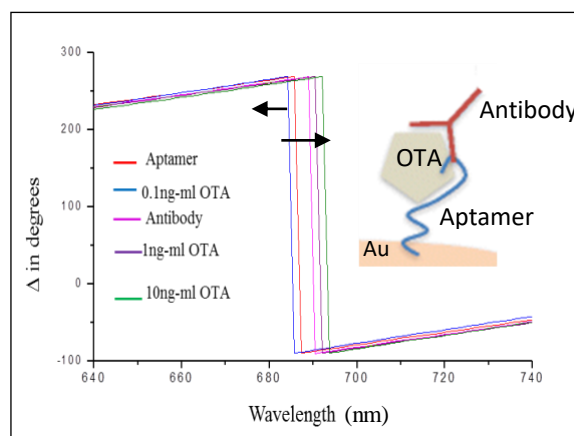 300
200
100
0
-100
640
660
680
700
720
740
Δ in degrees
Wavelength (nm)
Aptamer
0.1ng-ml OTA
Antibody
1ng-ml OTA
10ng-ml OTA
Antibody
OTA
Aptamer
Au